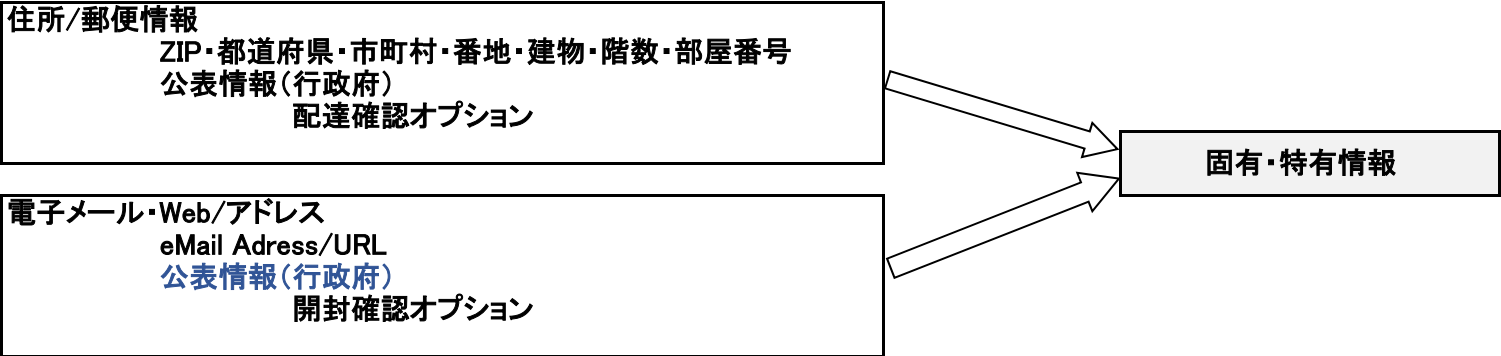 住所/郵便情報
ZIP・都道府県・市町村・番地・建物・階数・部屋番号
公表情報（行政府）
配達確認オプション
固有・特有情報
電子メール・Web/アドレス
eMail Adress/URL
公表情報（行政府）
開封確認オプション